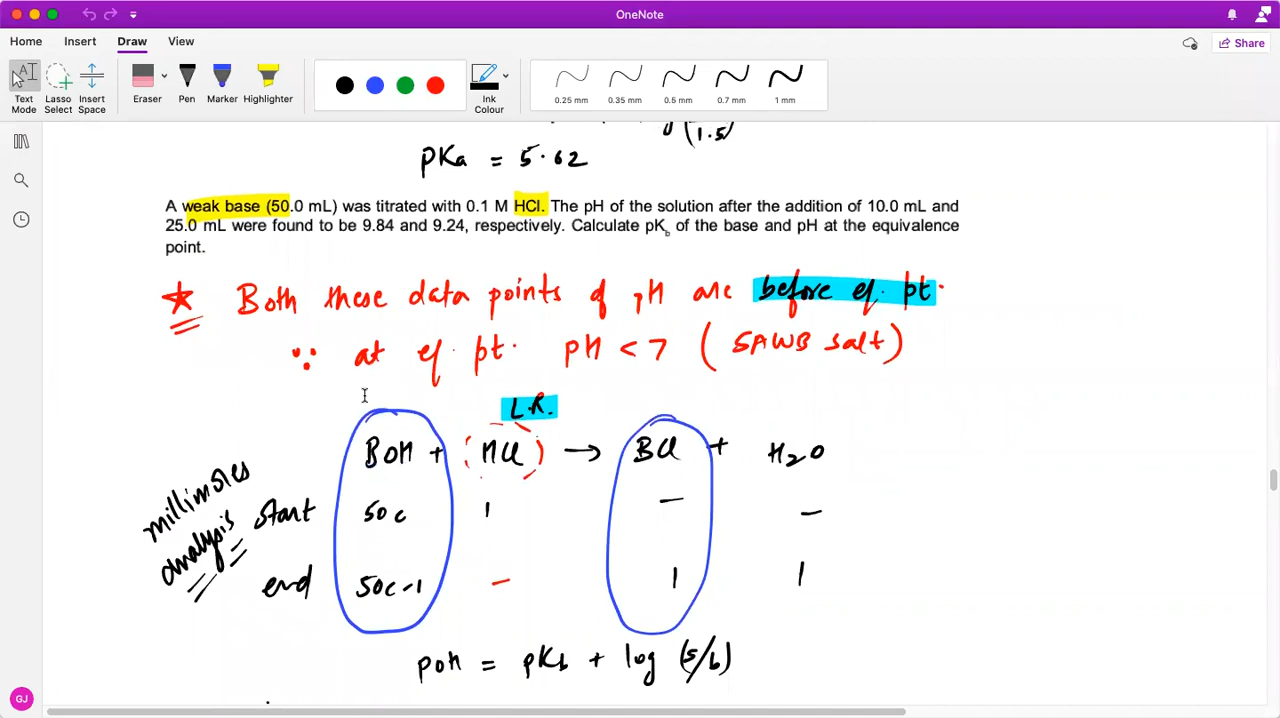 OneNote
Home Insert Draw View
Share
Text Mode
Lasso Select
Insert Space
Eraser
Pen
Marker
Highlighter
Ink Colour
0.25 mm
0.35 mm
0.5 mm
0.7 mm
1 mm
1.5
pKa = 5.62
A weak base (50.0 mL) was titrated with 0.1 M HCl. The pH of the solution after the addition of 10.0 mL and
25.0 mL were found to be 9.84 and 9.24, respectively. Calculate pKb of the base and pH at the equivalence
point.
Both these data points of pH are before eq. pt.
∵ at eq. pt. pH < 7 (SAWB salt)
L.R.
BOH + HCl → BCl + H2O
millimoles analysis
start 50c 1 – –
end 50c-1 – 1 1
pOH = pKb + log (s/b)
GJ